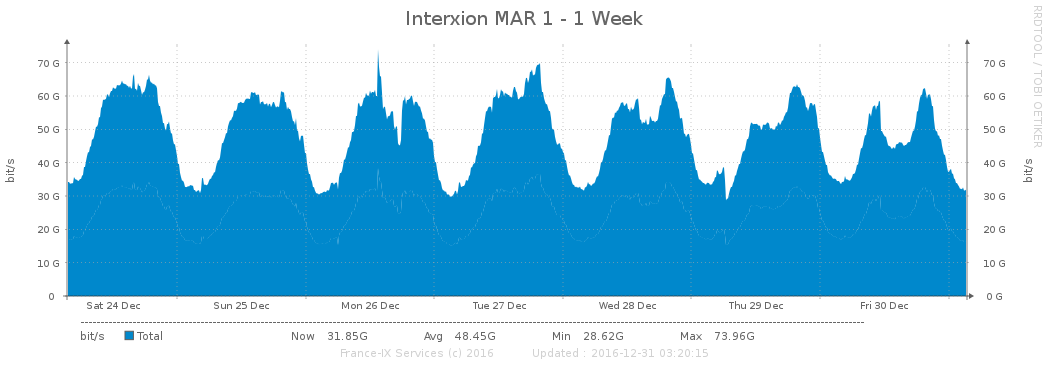 Interxion MAR 1 - 1 Week
RRDTOOL / TOBI OETIKER
bit/s
bit/s
70 G 70 G
60 G 60 G
50 G 50 G
40 G 40 G
30 G 30 G
20 G 20 G
10 G 10 G
0 0 G
Sat 24 Dec Sun 25 Dec Mon 26 Dec Tue 27 Dec Wed 28 Dec Thu 29 Dec Fri 30 Dec
bit/s Total Now 31.85G Avg 48.45G Min 28.62G Max 73.96G
France-IX Services (c) 2016 Updated : 2016-12-31 03:20:15